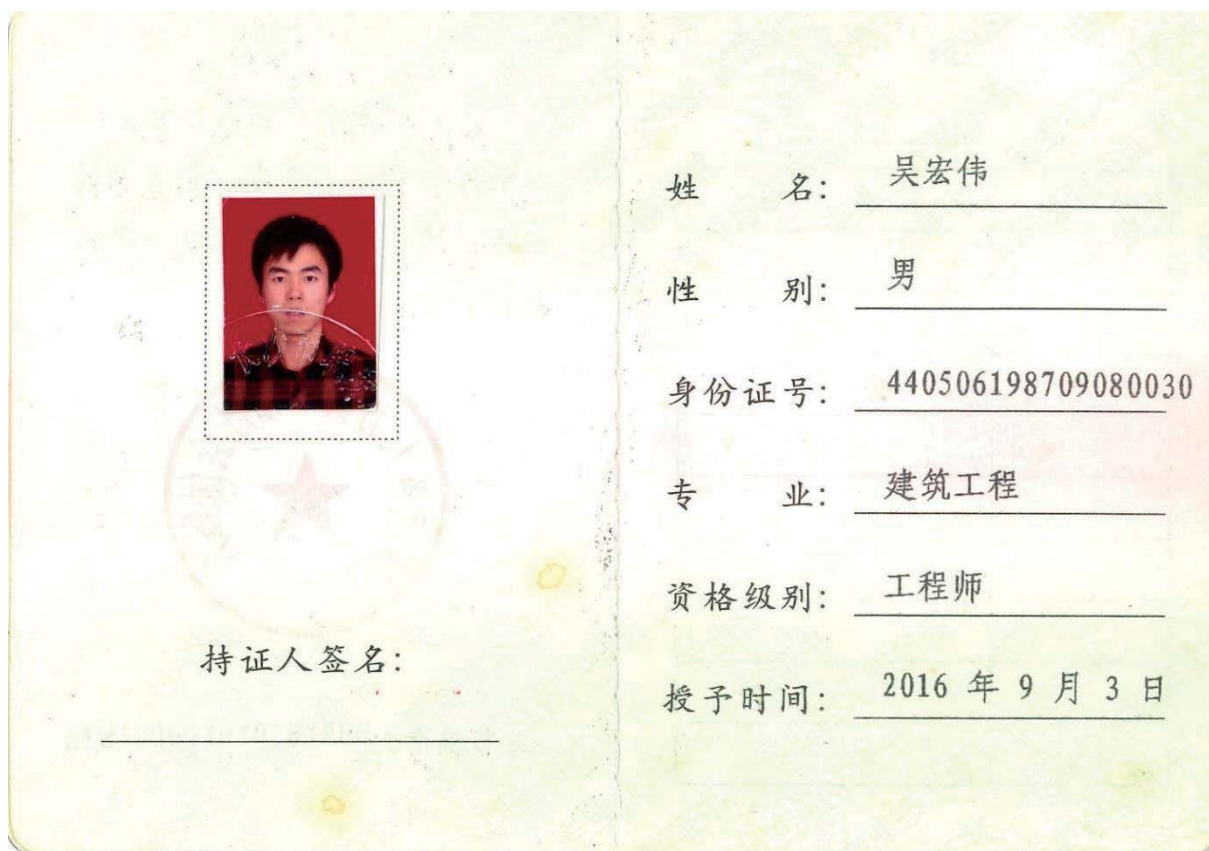 持证人签名:
姓 名: 吴宏伟
性 别: 男
身份证号: 440506198709080030
专 业: 建筑工程
资格级别: 工程师
授予时间: 2016 年 9 月 3 日